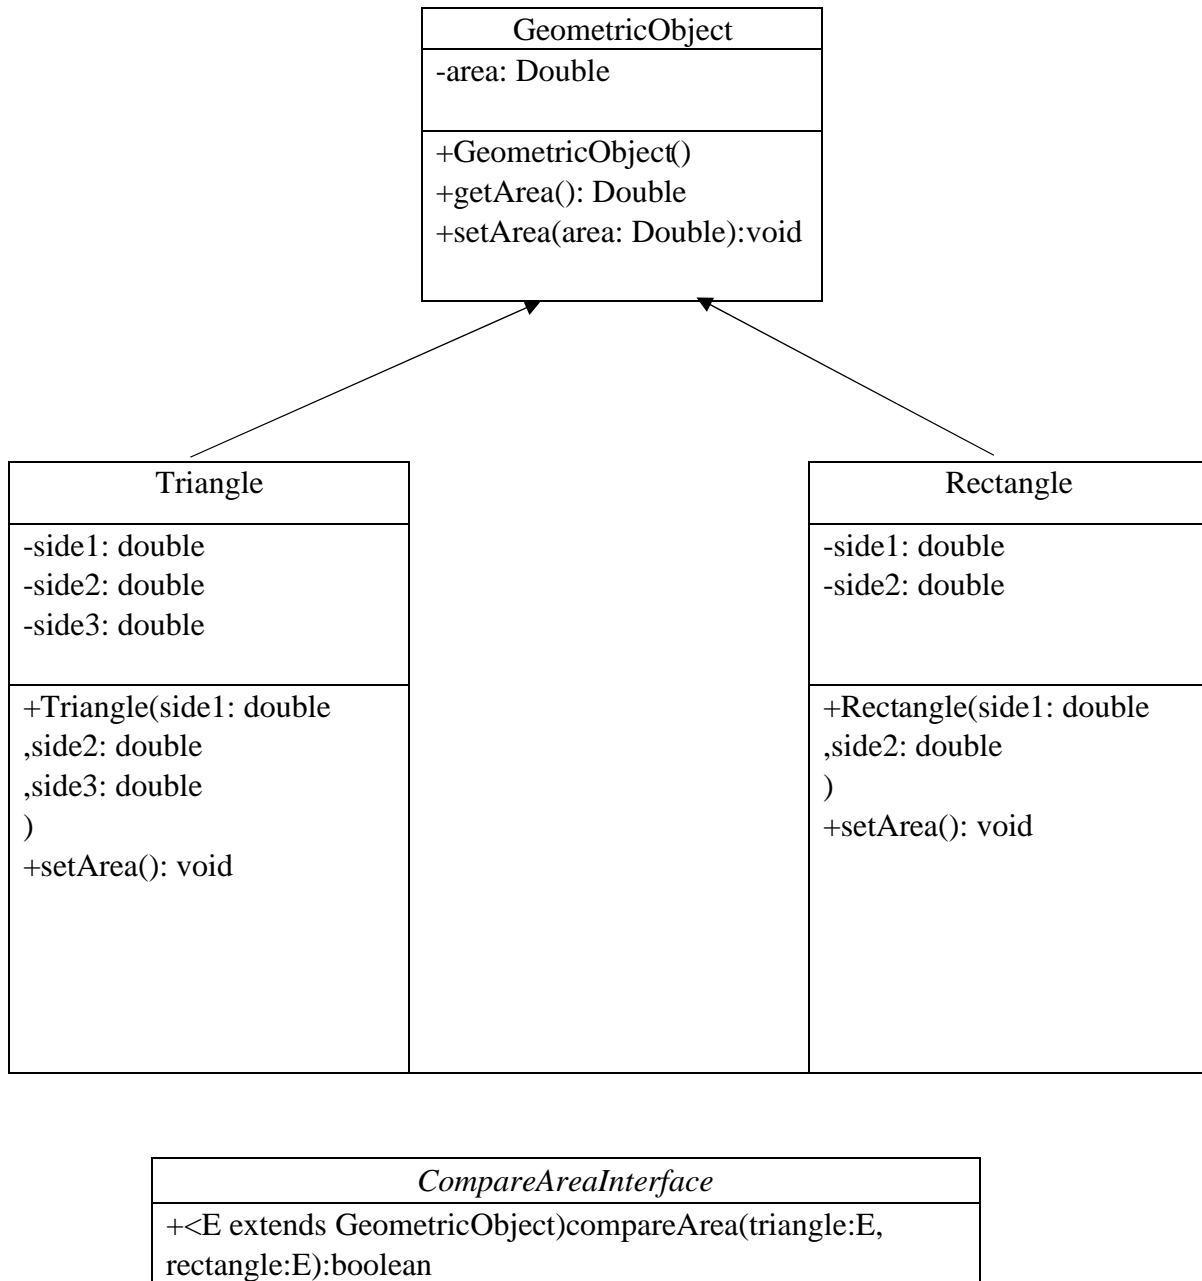 GeometricObject
-area: Double
+GeometricObject()
+getArea(): Double
+setArea(area: Double):void
Triangle
-side1: double
-side2: double
-side3: double
+Triangle(side1: double
,side2: double
,side3: double
)
+setArea(): void
Rectangle
-side1: double
-side2: double
+Rectangle(side1: double
,side2: double
)
+setArea(): void
CompareAreaInterface
+<E extends GeometricObject)compareArea(triangle:E,
rectangle:E):boolean